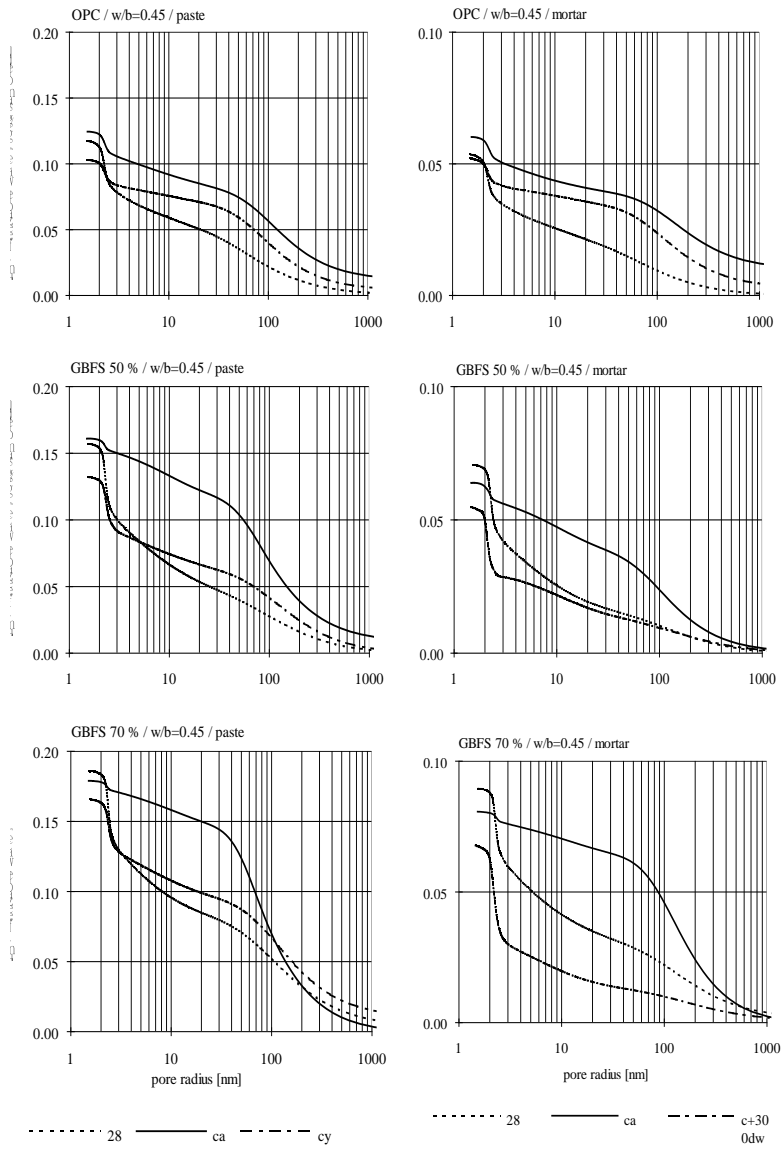 OPC / w/b=0.45 / paste
0.20
0.15
0.10
0.05
0.00
1 10 100 1000
OPC / w/b=0.45 / mortar
0.10
0.05
0.00
1 10 100 1000
GBFS 50 % / w/b=0.45 / paste
0.20
0.15
0.10
0.05
0.00
1 10 100 1000
GBFS 50 % / w/b=0.45 / mortar
0.10
0.05
0.00
1 10 100 1000
GBFS 70 % / w/b=0.45 / paste
0.20
0.15
0.10
0.05
0.00
1 10 100 1000
pore radius [nm]
GBFS 70 % / w/b=0.45 / mortar
0.10
0.05
0.00
1 10 100 1000
pore radius [nm]
28 ca cy
28 ca c+30
0dw